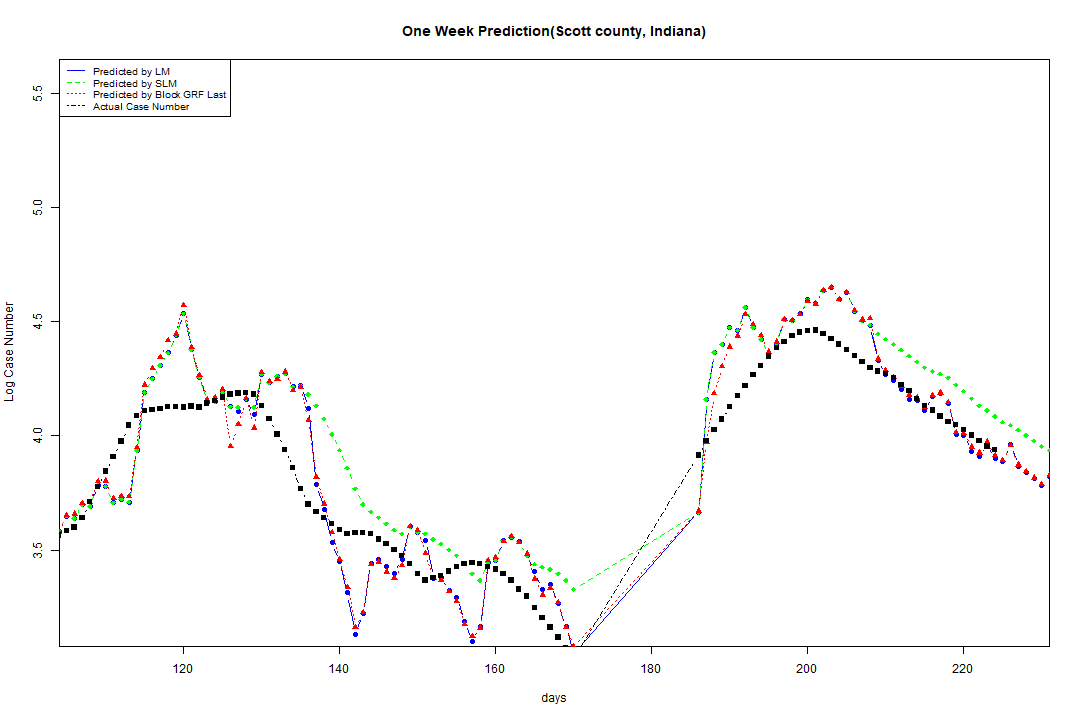 One Week Prediction(Scott county, Indiana)
Predicted by LM
Predicted by SLM
Predicted by Block GRF Last
Actual Case Number
5.5
5.0
4.5
4.0
3.5
Log Case Number
120 140 160 180 200 220
days